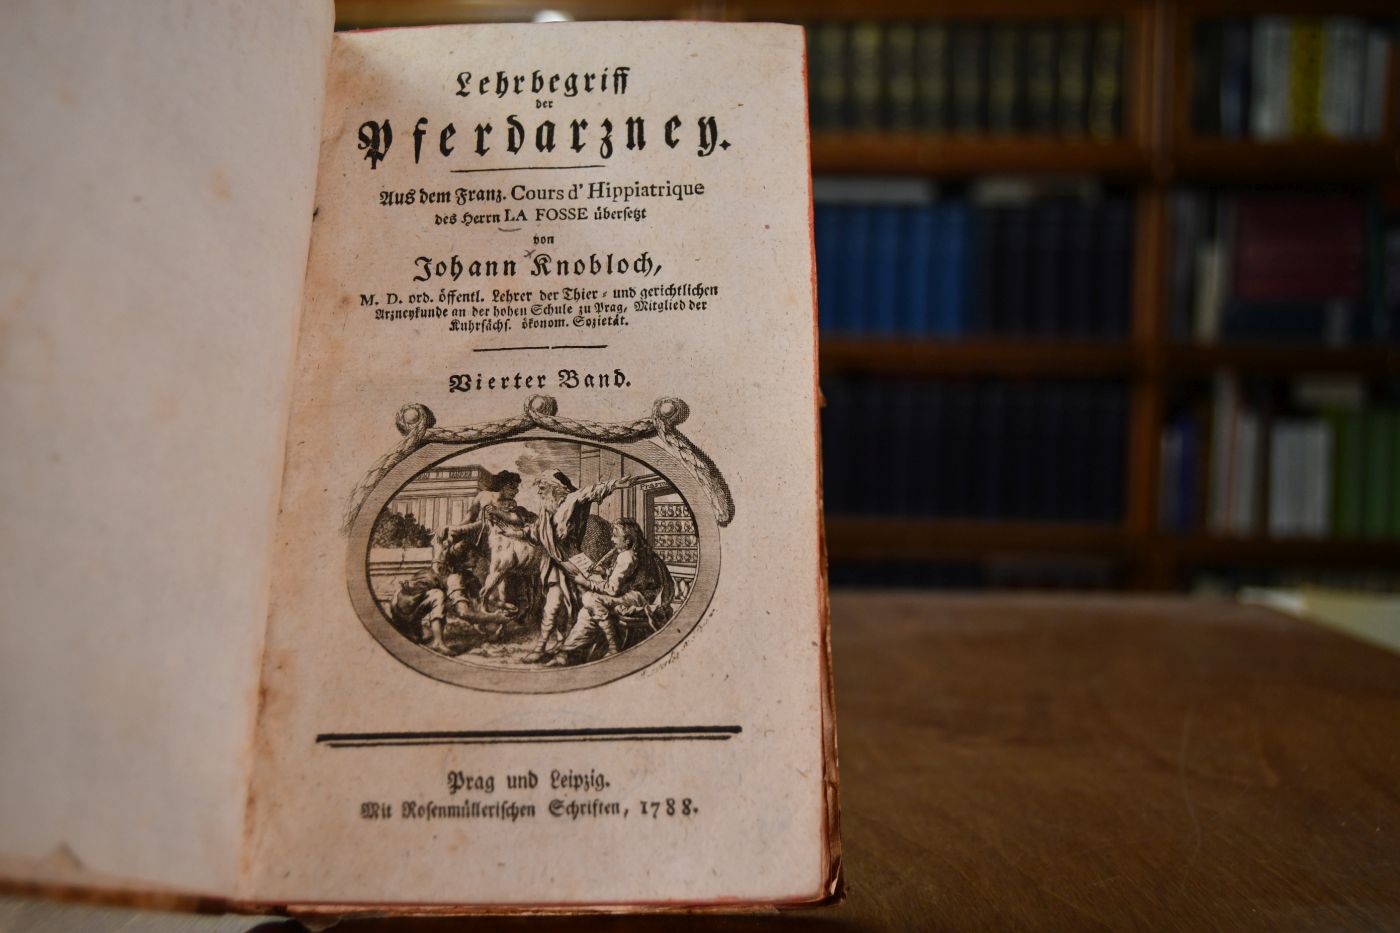 Lehrbegriff
der
Pferdarzney.
Aus dem Franz. Cours d' Hippiatrique
des Herrn LA FOSSE übersetzt
von
Johann Knobloch,
M. D. ord. öffentl. Lehrer der Thier- und gerichtlichen
Arzneykunde an der hohen Schule zu Prag, Mitglied der
Kuhrsächs. ökonom. Sozietät.
Vierter Band.
Prag und Leipzig.
Mit Rosenmüllerischen Schriften, 1788.